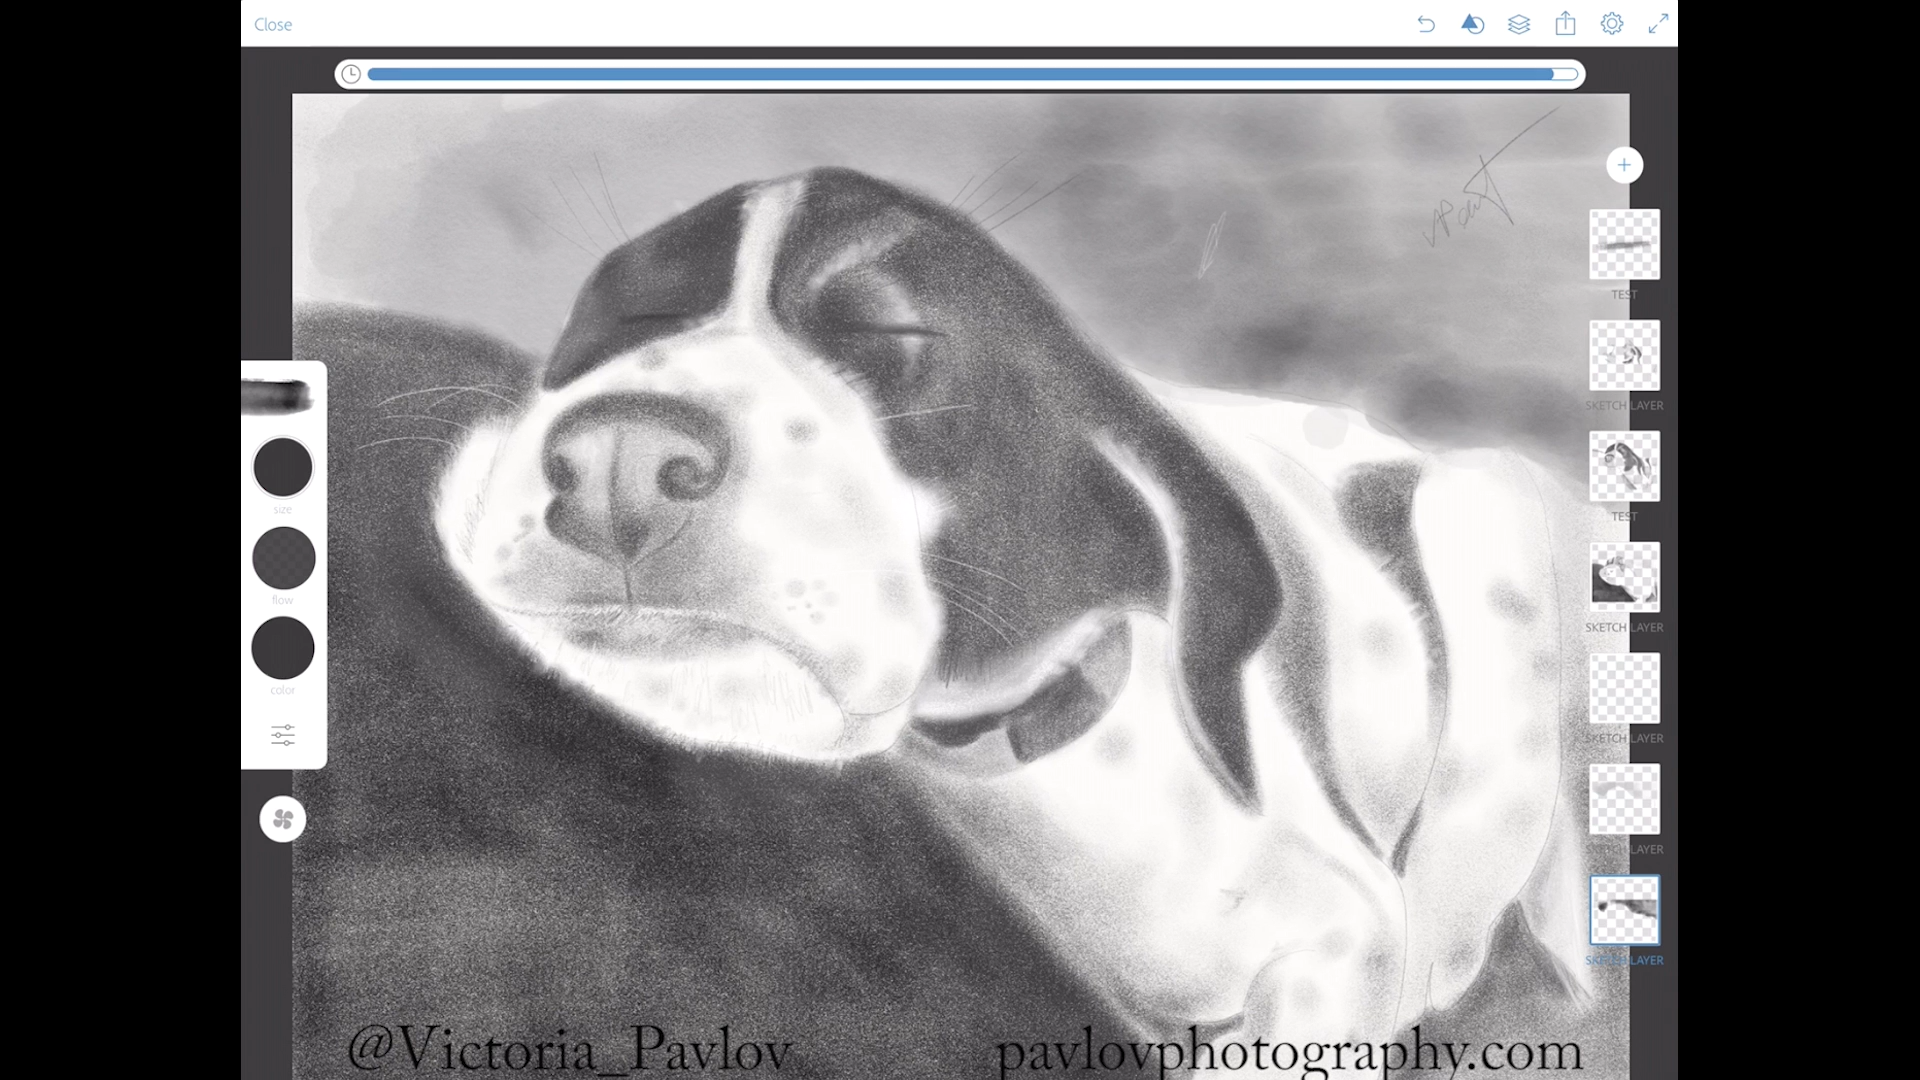 Close
TEST
SKETCH LAYER
TEST
SKETCH LAYER
SKETCH LAYER
SKETCH LAYER
SKETCH LAYER
size
flow
color
@Victoria_Pavlov
pavlovphotography.com